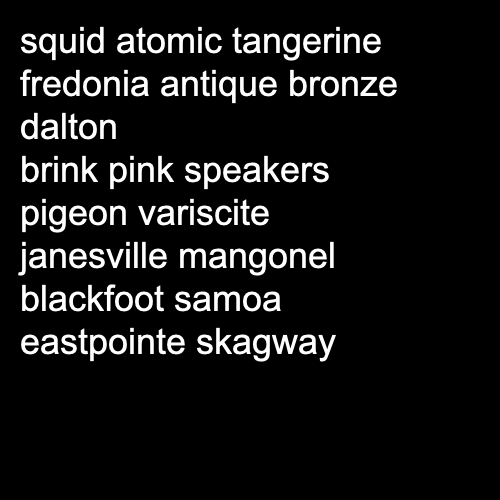 squid atomic tangerine
fredonia antique bronze
dalton
brink pink speakers
pigeon variscite
janesville mangonel
blackfoot samoa
eastpointe skagway